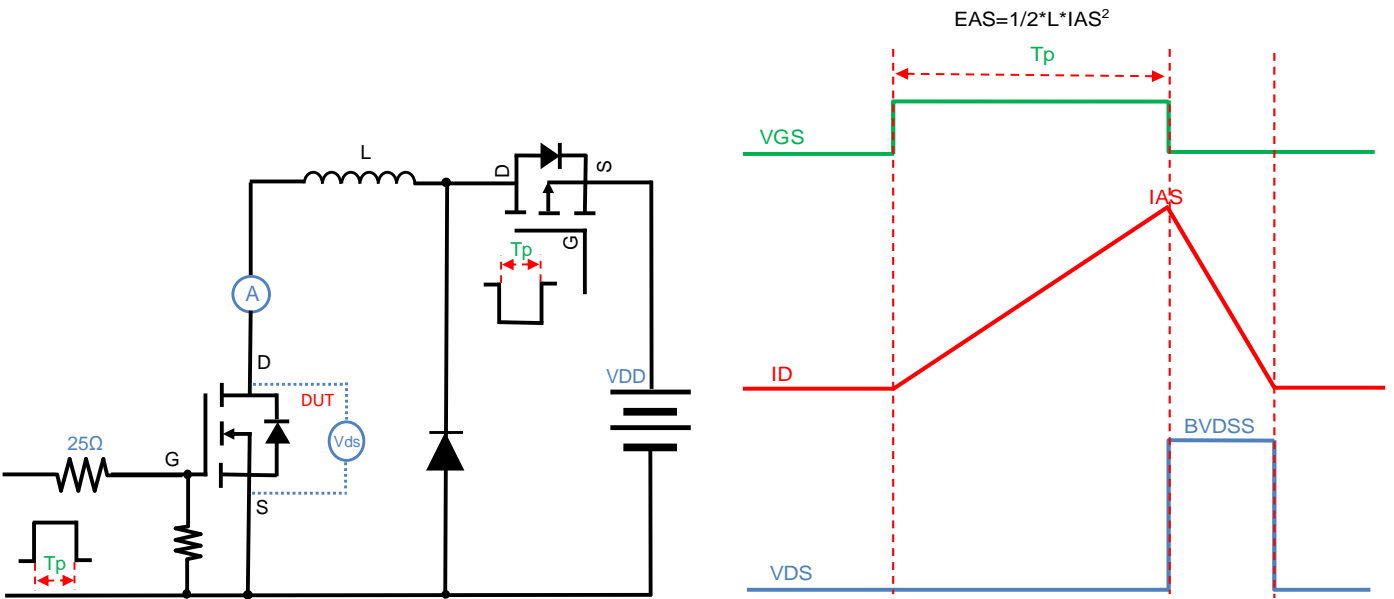 EAS=1/2*L*IAS²
Tp
VGS
L
D
S
G
Tp
IAS
A
D
VDD
ID
DUT
BVDSS
25Ω
G
Vds
S
Tp
VDS